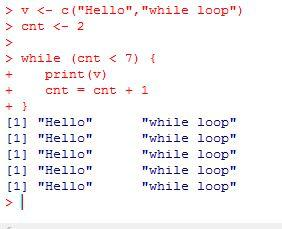 > v <- c("Hello","while loop")
> cnt <- 2
>
> while (cnt < 7) {
+    print(v)
+    cnt = cnt + 1
+ }
[1] "Hello"      "while loop"
[1] "Hello"      "while loop"
[1] "Hello"      "while loop"
[1] "Hello"      "while loop"
[1] "Hello"      "while loop"
>